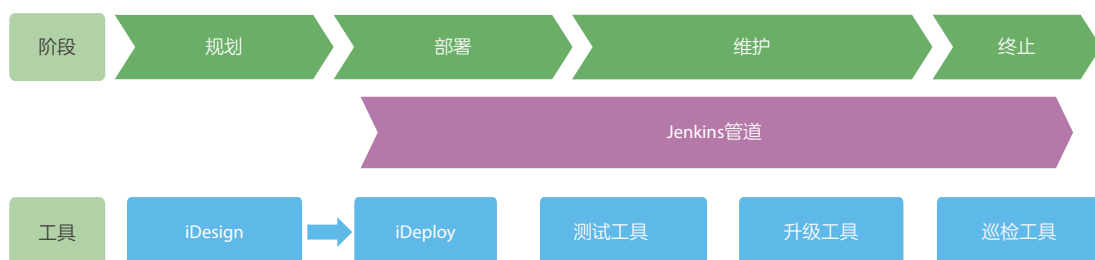 阶段
规划
部署
维护
终止
Jenkins管道
工具
iDesign
iDeploy
测试工具
升级工具
巡检工具